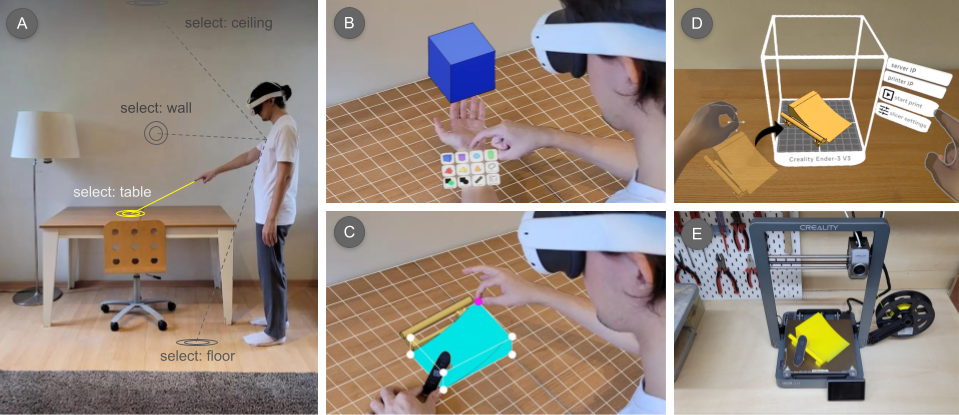 A
select: ceiling
select: wall
select: table
select: floor
B
C
D
server IP
printer IP
start print
slicer settings
Creality Ender-3 V3
E
CREALITY